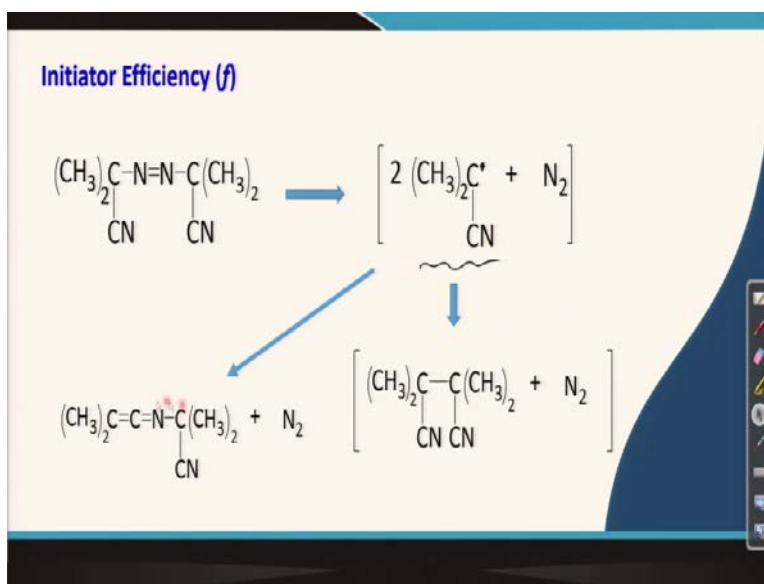 Initiator Efficiency (f)
(CH₃)₂C–N=N–C(CH₃)₂
CN CN
[2 (CH₃)₂C• + N₂]
CN
(CH₃)₂C=C=N–C(CH₃)₂ + N₂
CN
[(CH₃)₂C–C(CH₃)₂ + N₂]
CN CN